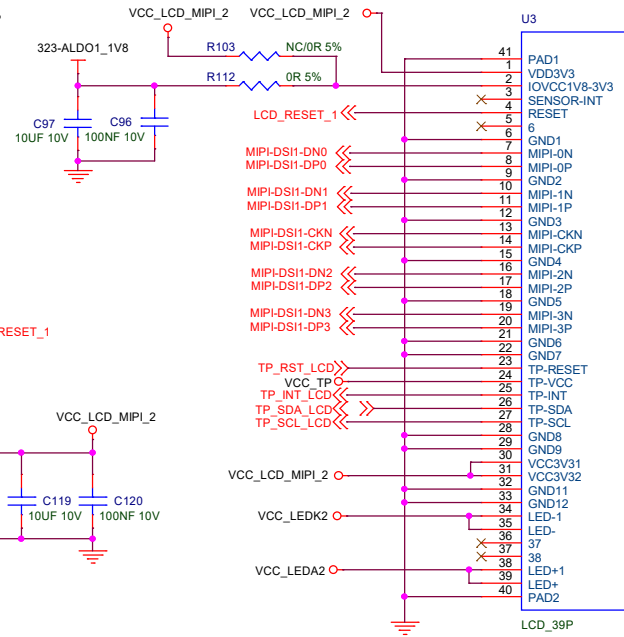 VCC_LCD_MIPI_2 VCC_LCD_MIPI_2
U3
323-ALDO1_1V8
R103 NC/0R 5%
R112 0R 5%
C97
10UF 10V
C96
100NF 10V
LCD_RESET_1
MIPI-DSI1-DN0
MIPI-DSI1-DP0
MIPI-DSI1-DN1
MIPI-DSI1-DP1
MIPI-DSI1-CKN
MIPI-DSI1-CKP
MIPI-DSI1-DN2
MIPI-DSI1-DP2
MIPI-DSI1-DN3
MIPI-DSI1-DP3
RESET_1
TP_RST_LCD
VCC_TP
TP_INT_LCD
TP_SDA_LCD
TP_SCL_LCD
VCC_LCD_MIPI_2
VCC_LCD_MIPI_2
C119
10UF 10V
C120
100NF 10V
VCC_LEDK2
VCC_LEDA2
41 PAD1
1 VDD3V3
2 IOVCC1V8-3V3
3 SENSOR-INT
4 RESET
5 6
6 GND1
7 MIPI-0N
8 MIPI-0P
9 GND2
10 MIPI-1N
11 MIPI-1P
12 GND3
13 MIPI-CKN
14 MIPI-CKP
15 GND4
16 MIPI-2N
17 MIPI-2P
18 GND5
19 MIPI-3N
20 MIPI-3P
21 GND6
22 GND7
23 TP-RESET
24 TP-VCC
25 TP-INT
26 TP-SDA
27 TP-SCL
28 GND8
29 GND9
30 VCC3V31
31 VCC3V32
32 GND11
33 GND12
34 LED-1
35 LED-
36 37
37 38
38 LED+1
39 LED+
40 PAD2
LCD_39P